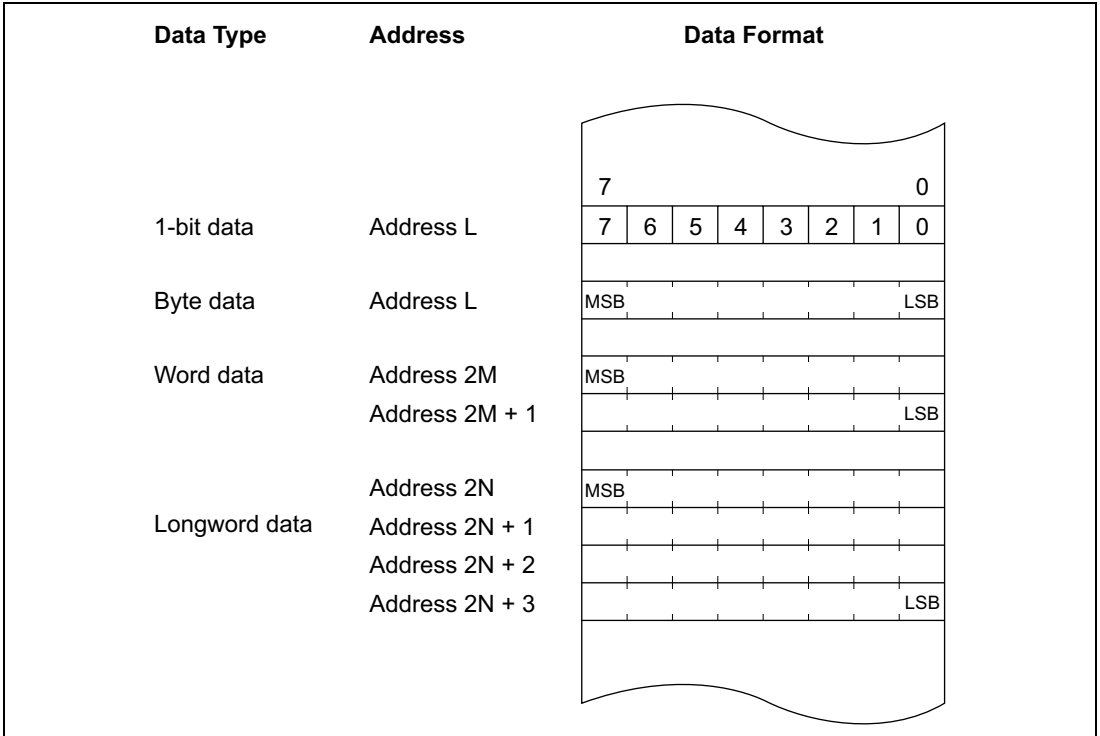 Data Type Address Data Format
7 0
1-bit data Address L 7 6 5 4 3 2 1 0
Byte data Address L MSB LSB
Word data Address 2M MSB
Address 2M + 1 LSB
Address 2N MSB
Longword data Address 2N + 1
Address 2N + 2
Address 2N + 3 LSB